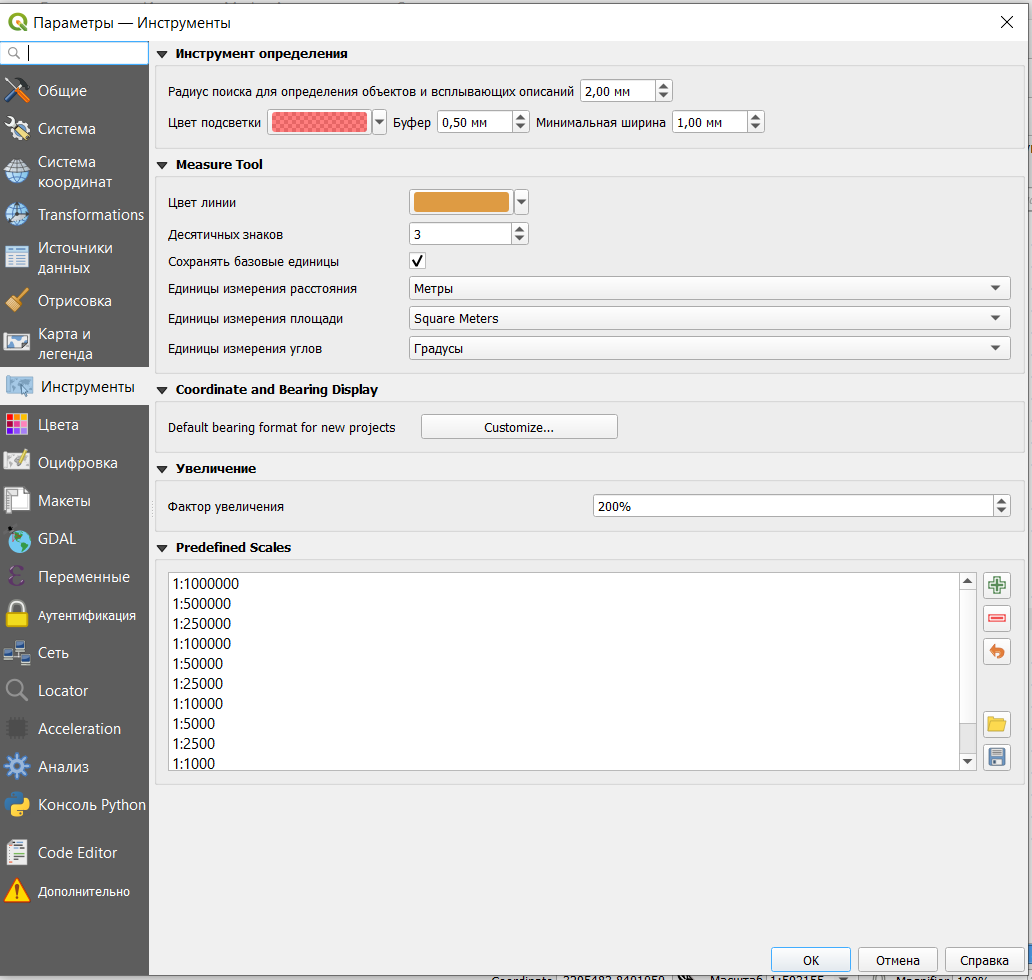 Параметры — Инструменты
Общие
Система
Система
координат
Transformations
Источники
данных
Отрисовка
Карта и
легенда
Инструменты
Цвета
Оцифровка
Макеты
GDAL
Переменные
Аутентификация
Сеть
Locator
Acceleration
Анализ
Консоль Python
Code Editor
Дополнительно
Инструмент определения
Радиус поиска для определения объектов и всплывающих описаний 2,00 мм
Цвет подсветки Буфер 0,50 мм Минимальная ширина 1,00 мм
Measure Tool
Цвет линии
Десятичных знаков 3
Сохранять базовые единицы
Единицы измерения расстояния Метры
Единицы измерения площади Square Meters
Единицы измерения углов Градусы
Coordinate and Bearing Display
Default bearing format for new projects Customize...
Увеличение
Фактор увеличения 200%
Predefined Scales
1:1000000
1:500000
1:250000
1:100000
1:50000
1:25000
1:10000
1:5000
1:2500
1:1000
ОК Отмена Справка